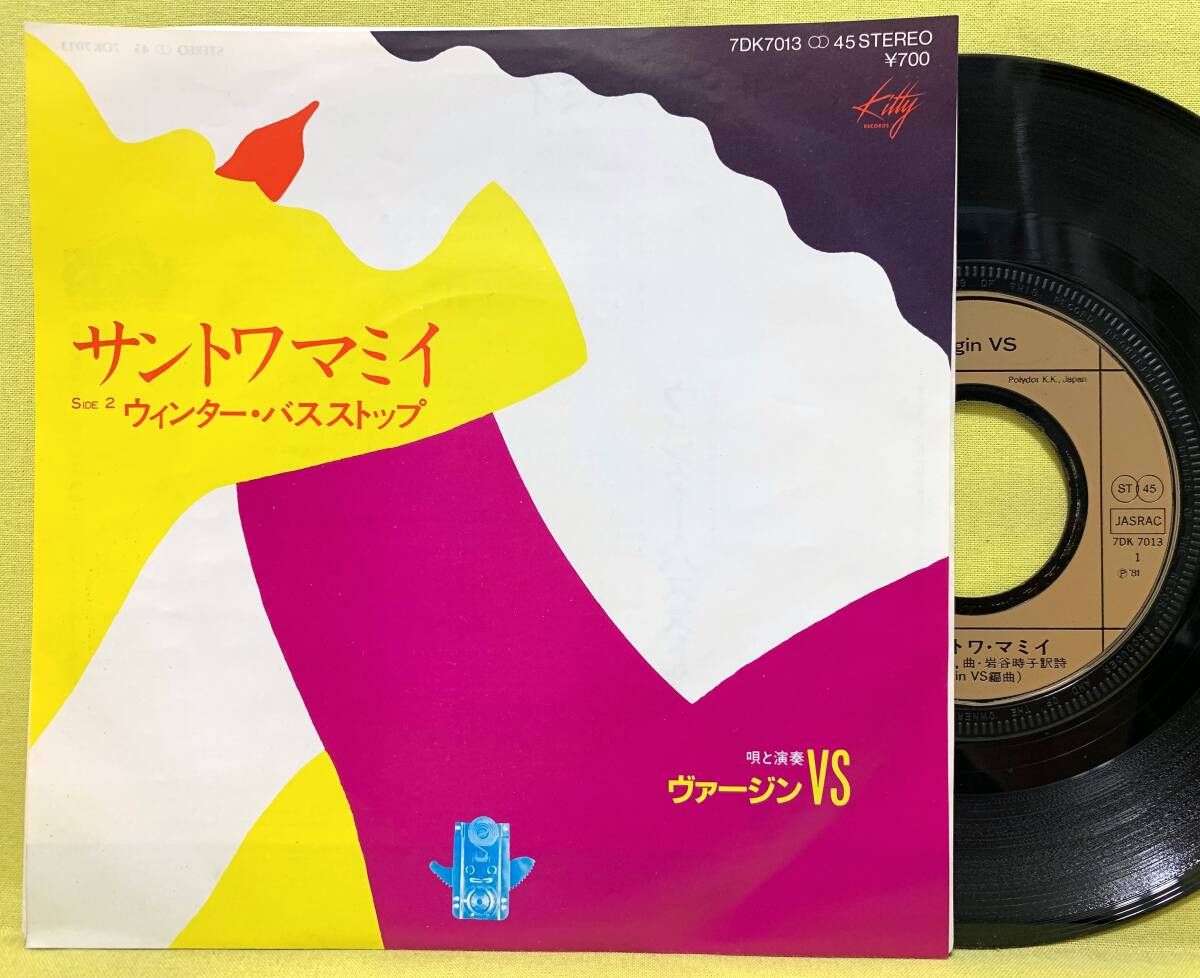 7DK7013 ◯◯ 45 STEREO
¥700
Kitty
RECORDS
サントワ マミイ
SIDE 2 ウィンター・バスストップ
唄と演奏
ヴァージンVS
gin VS
Polydor K.K., Japan
ST 45
JASRAC
7DK 7013
1
℗ '81
トワ・マミイ
曲・岩谷時子訳詩
in VS編曲)